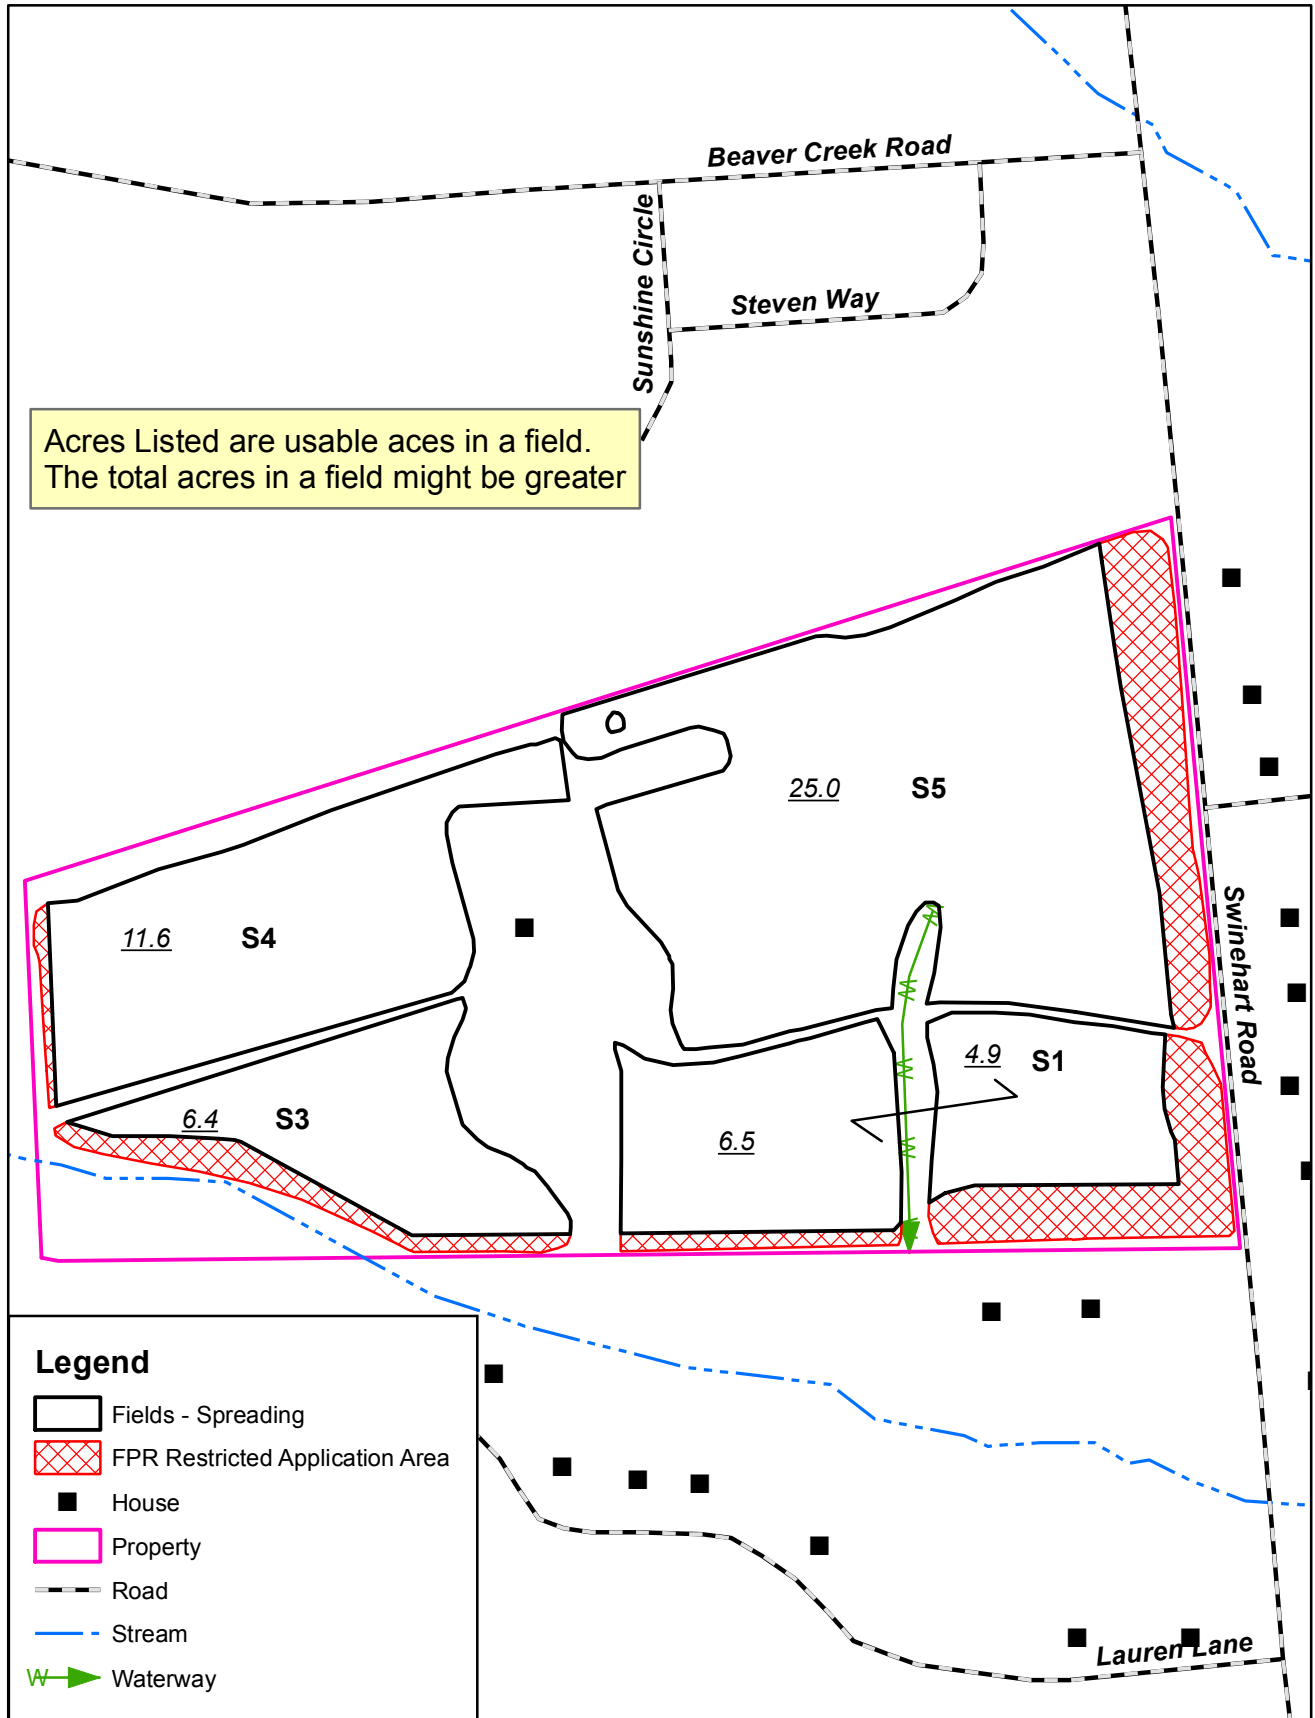 Beaver Creek Road
Sunshine Circle
Steven Way
Acres Listed are usable aces in a field.
The total acres in a field might be greater
25.0 S5
11.6 S4
Swinehart Road
4.9 S1
6.4 S3
6.5
W
W
W
W
W
Legend
Fields - Spreading
FPR Restricted Application Area
House
Property
Road
Stream
W Waterway
Lauren Lane